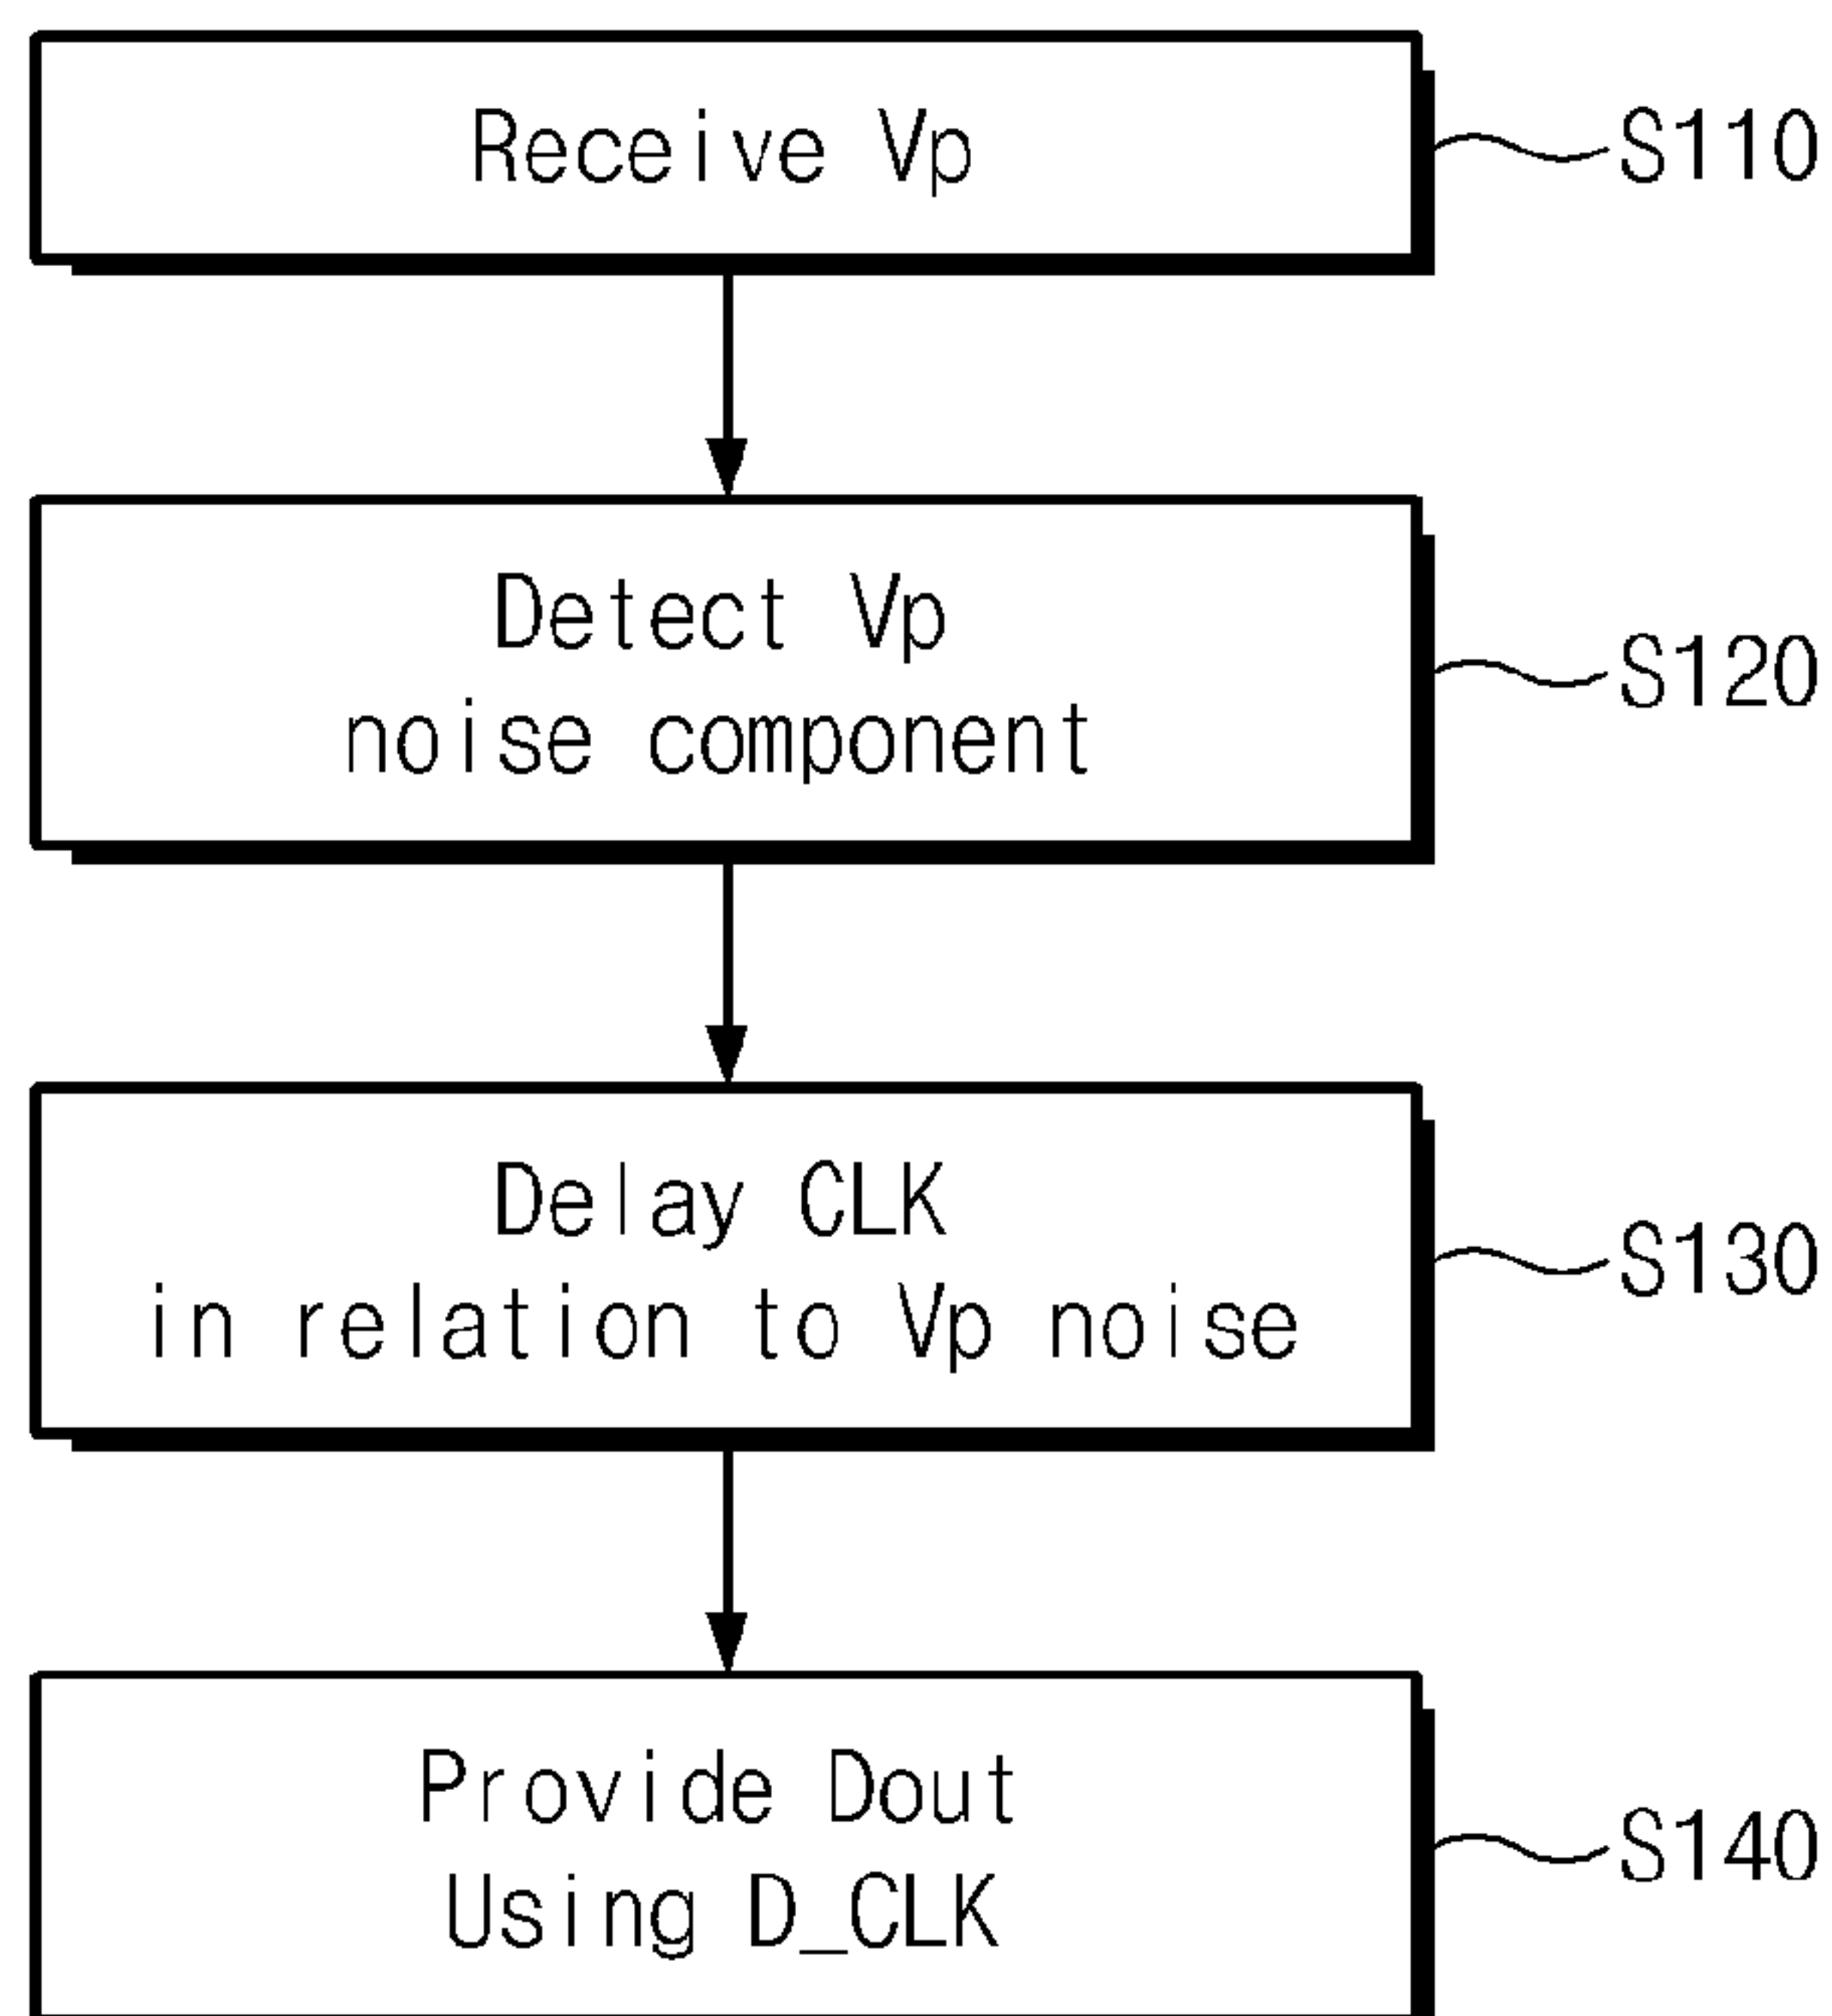 Receive Vp
S110
Detect Vp
noise component
S120
Delay CLK
in relation to Vp noise
S130
Provide Dout
Using D_CLK
S140